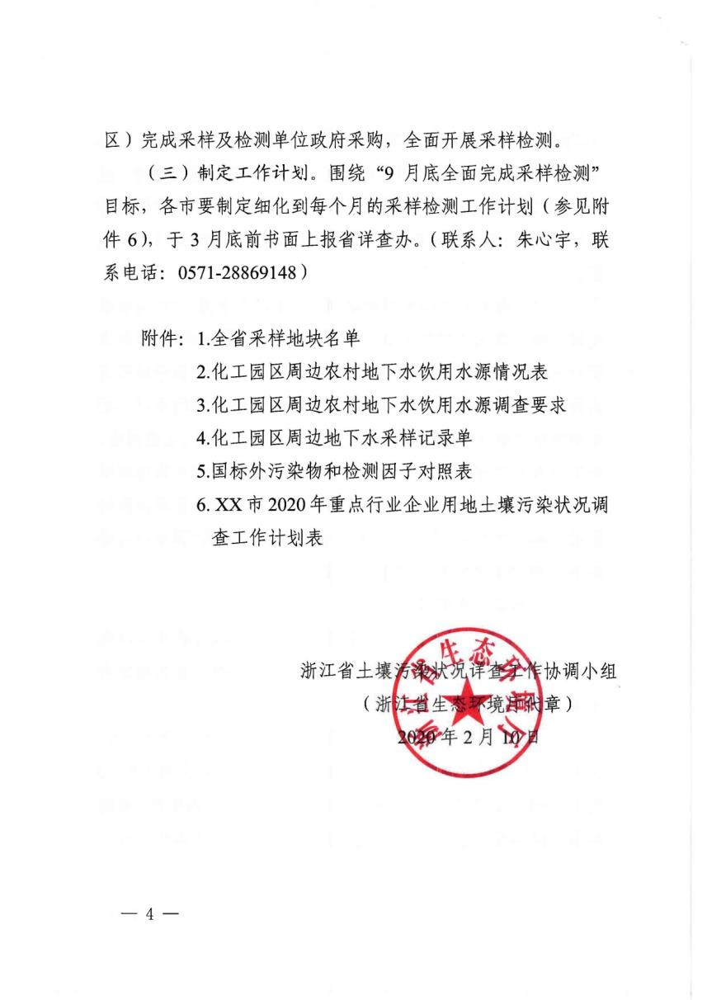 区）完成采样及检测单位政府采购，全面开展采样检测。
（三）制定工作计划。围绕“9 月底全面完成采样检测”
目标，各市要制定细化到每个月的采样检测工作计划（参见附
件 6），于 3 月底前书面上报省详查办。（联系人：朱心宇，联
系电话：0571-28869148）
附件：1.全省采样地块名单
2.化工园区周边农村地下水饮用水源情况表
3.化工园区周边农村地下水饮用水源调查要求
4.化工园区周边地下水采样记录单
5.国标外污染物和检测因子对照表
6. XX 市 2020 年重点行业企业用地土壤污染状况调
查工作计划表
浙江省土壤污染状况详查工作协调小组
（浙江省生态环境厅代章）
2020 年 2 月 10 日
浙江省生态环境厅
— 4 —